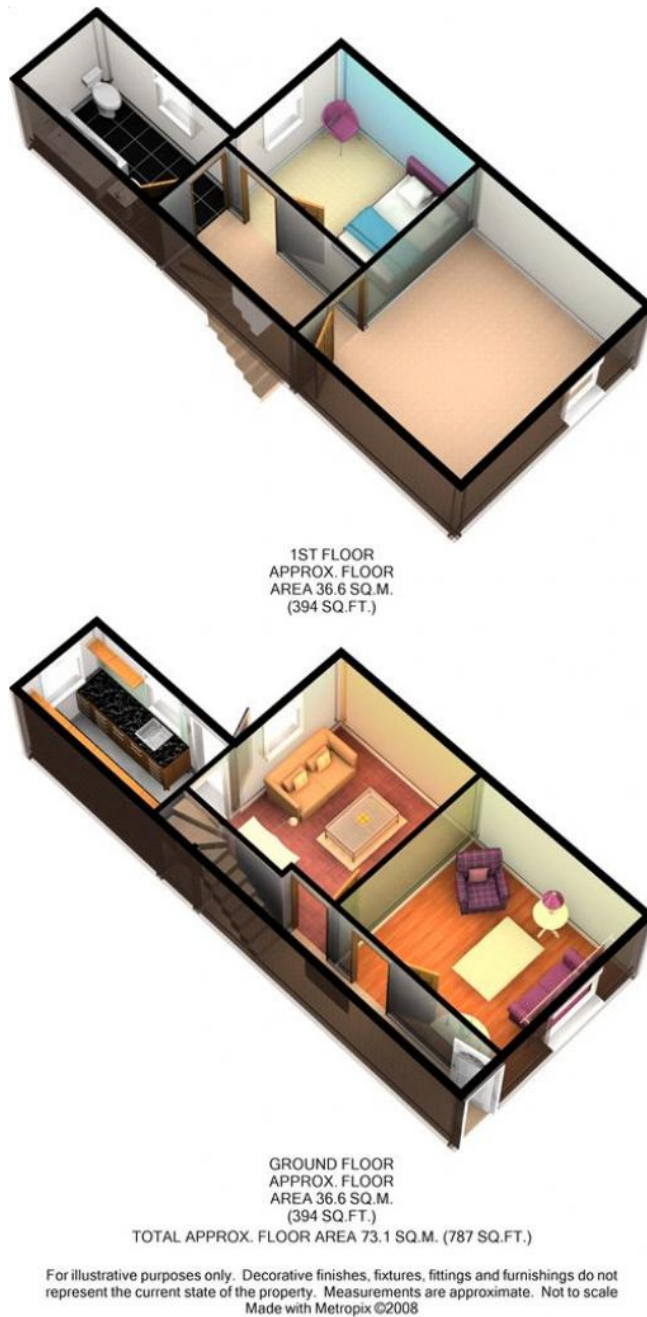 1ST FLOOR
APPROX. FLOOR
AREA 36.6 SQ.M.
(394 SQ.FT.)
GROUND FLOOR
APPROX. FLOOR
AREA 36.6 SQ.M.
(394 SQ.FT.)
TOTAL APPROX. FLOOR AREA 73.1 SQ.M. (787 SQ.FT.)
For illustrative purposes only. Decorative finishes, fixtures, fittings and furnishings do not
represent the current state of the property. Measurements are approximate. Not to scale
Made with Metropix ©2008